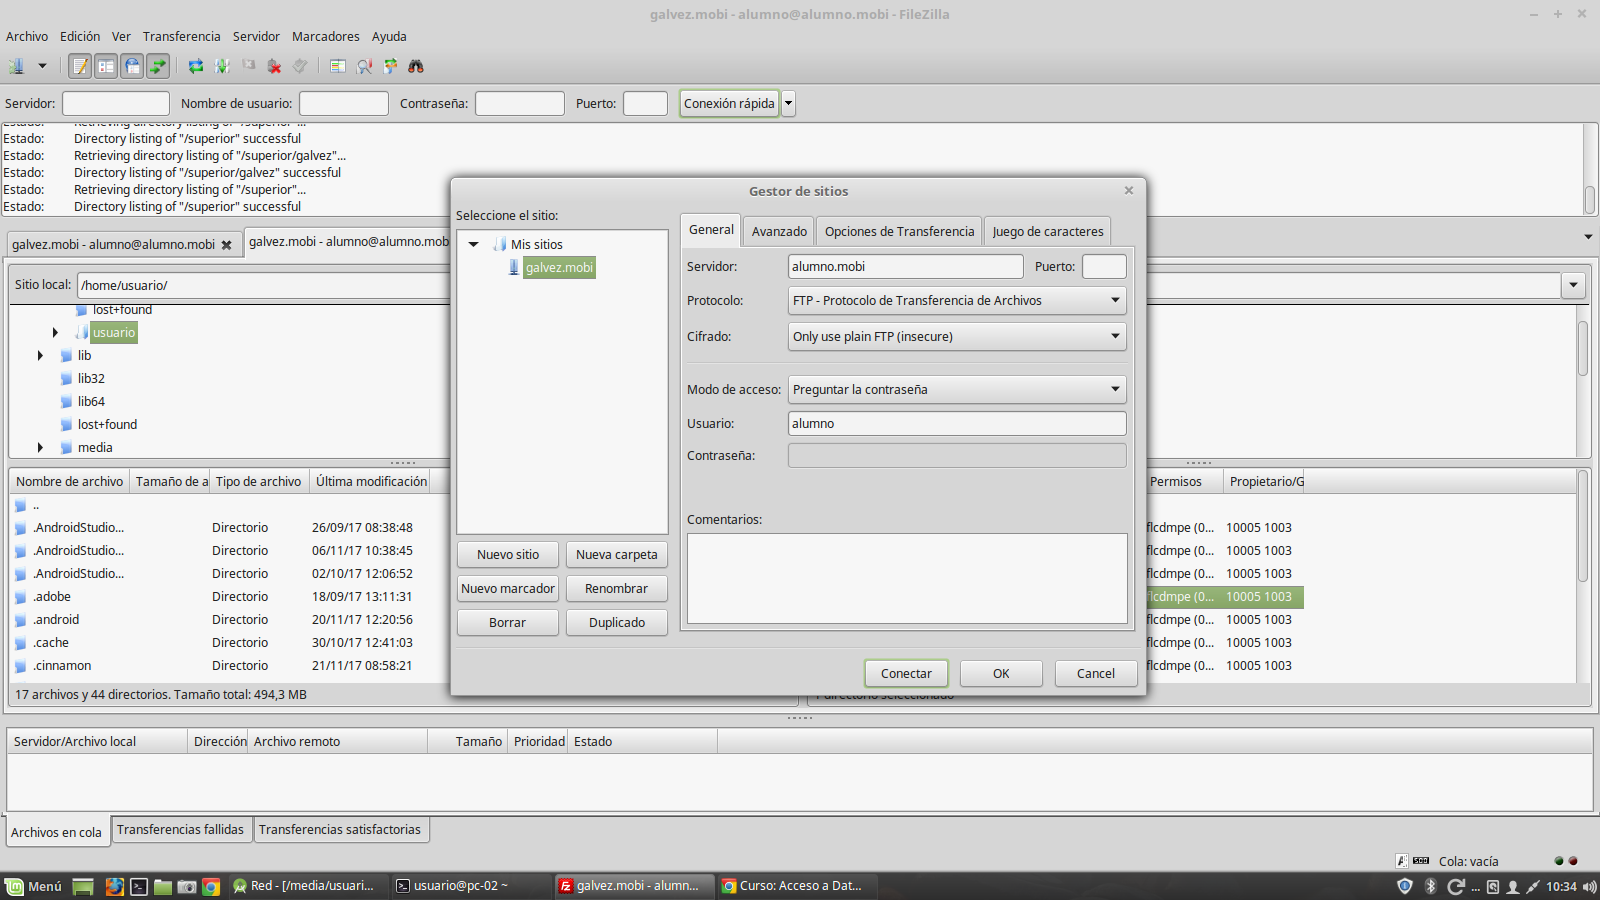 galvez.mobi - alumno@alumno.mobi - FileZilla
Archivo Edición Ver Transferencia Servidor Marcadores Ayuda
Servidor: Nombre de usuario: Contraseña: Puerto: Conexión rápida
Estado: Retrieving directory listing of "/superior"...
Estado: Directory listing of "/superior" successful
Estado: Retrieving directory listing of "/superior/galvez"...
Estado: Directory listing of "/superior/galvez" successful
Estado: Retrieving directory listing of "/superior"...
Estado: Directory listing of "/superior" successful
galvez.mobi - alumno@alumno.mobi
galvez.mobi - alumno@alumno.mob
Sitio local: /home/usuario/
lost+found
usuario
lib
lib32
lib64
lost+found
media
Nombre de archivo Tamaño de a Tipo de archivo Última modificación
..
.AndroidStudio... Directorio 26/09/17 08:38:48
.AndroidStudio... Directorio 06/11/17 10:38:45
.AndroidStudio... Directorio 02/10/17 12:06:52
.adobe Directorio 18/09/17 13:11:31
.android Directorio 20/11/17 12:20:56
.cache Directorio 30/10/17 12:41:03
.cinnamon Directorio 21/11/17 08:58:21
17 archivos y 44 directorios. Tamaño total: 494,3 MB
Gestor de sitios
Seleccione el sitio:
Mis sitios
galvez.mobi
Nuevo sitio Nueva carpeta
Nuevo marcador Renombrar
Borrar Duplicado
General Avanzado Opciones de Transferencia Juego de caracteres
Servidor: alumno.mobi Puerto:
Protocolo: FTP - Protocolo de Transferencia de Archivos
Cifrado: Only use plain FTP (insecure)
Modo de acceso: Preguntar la contraseña
Usuario: alumno
Contraseña:
Comentarios:
Conectar OK Cancel
Permisos Propietario/G
flcdmpe (0... 10005 1003
flcdmpe (0... 10005 1003
flcdmpe (0... 10005 1003
flcdmpe (0... 10005 1003
flcdmpe (0... 10005 1003
flcdmpe (0... 10005 1003
flcdmpe (0... 10005 1003
1 directorio seleccionado
Servidor/Archivo local Dirección Archivo remoto Tamaño Prioridad Estado
Archivos en cola Transferencias fallidas Transferencias satisfactorias
Cola: vacía
Menú Red - [/media/usuari... usuario@pc-02 ~ galvez.mobi - alumn... Curso: Acceso a Dat... ... 10:34